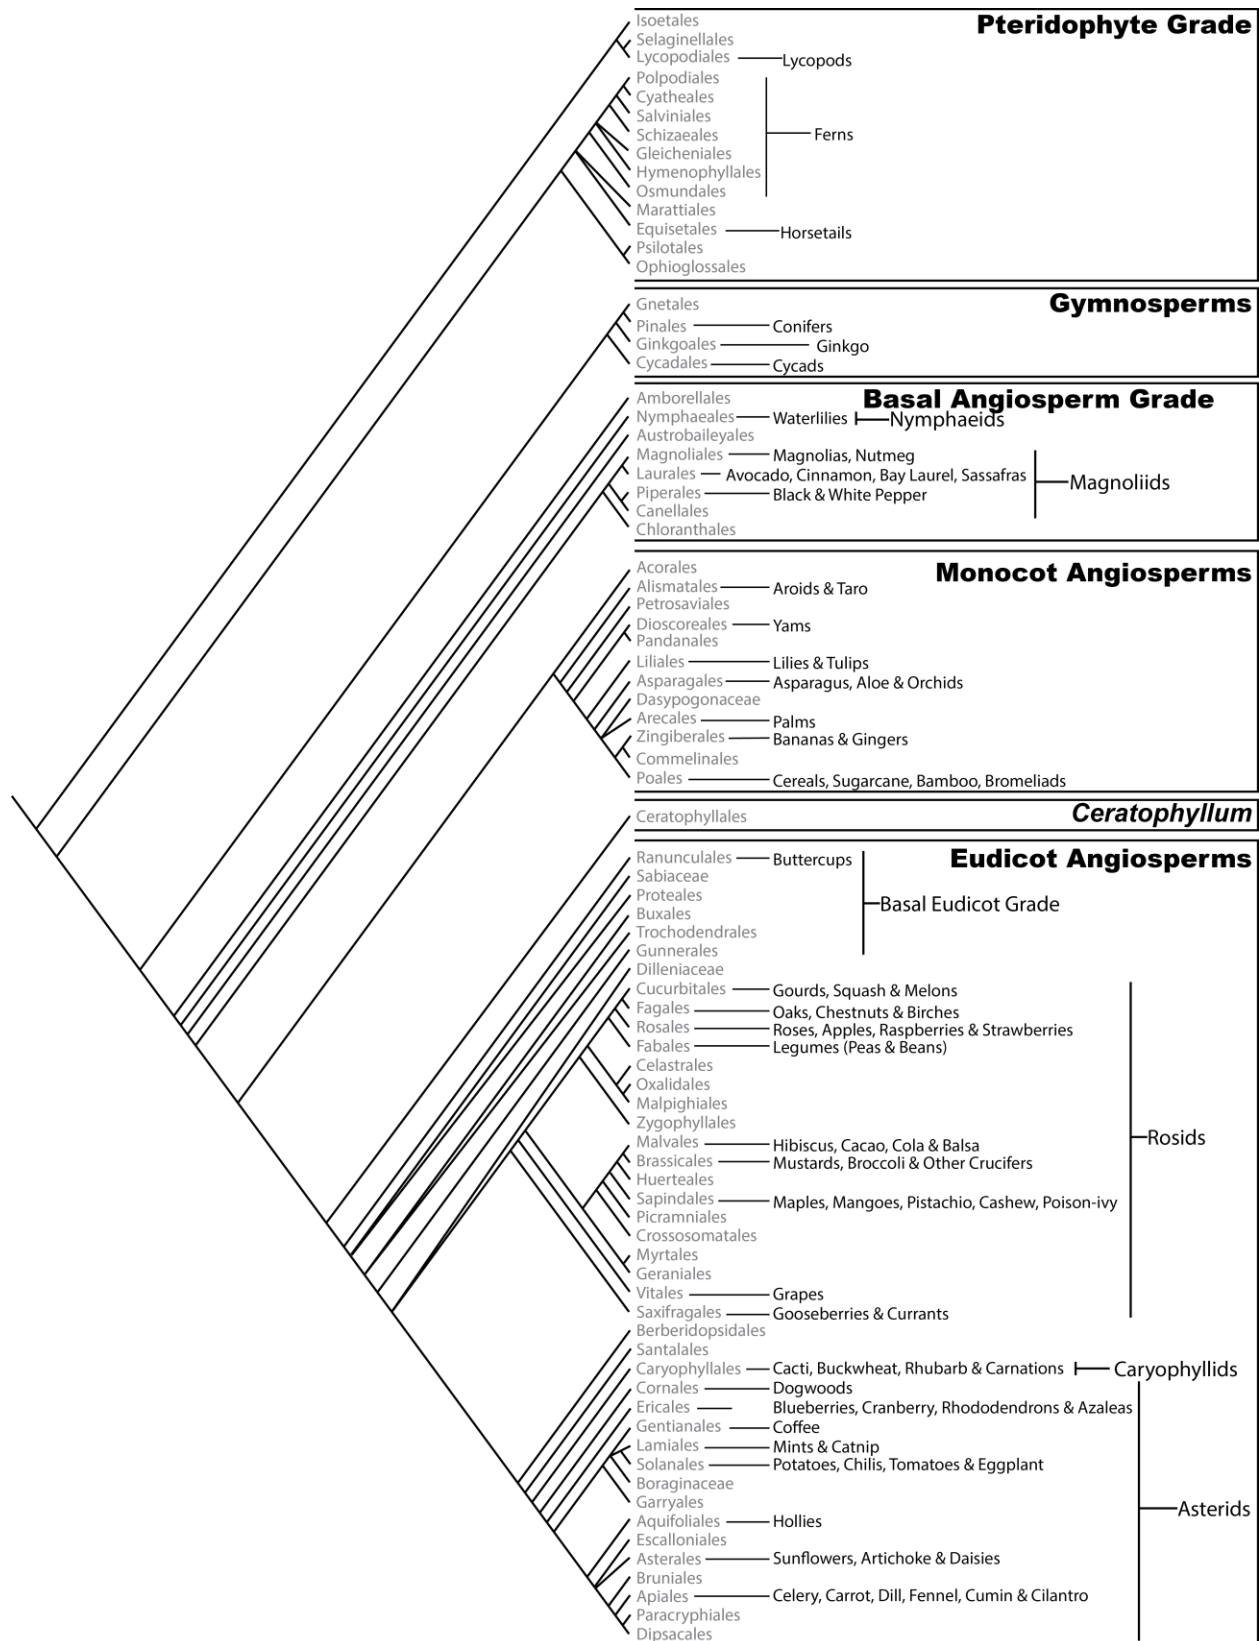 Isoetales
Pteridophyte Grade
Selaginellales
Lycopodiales Lycopods
Polpodiales
Cyatheales
Salviniales
Schizaeales
Ferns
Gleicheniales
Hymenophyllales
Osmundales
Marattiales
Equisetales Horsetails
Psilotales
Ophioglossales
Gnetales
Gymnosperms
Pinales Conifers
Ginkgoales Ginkgo
Cycadales Cycads
Amborellales
Basal Angiosperm Grade
Nymphaeales Waterlilies Nymphaeids
Austrobaileyales
Magnoliales Magnolias, Nutmeg
Laurales Avocado, Cinnamon, Bay Laurel, Sassafras
Magnoliids
Piperales Black & White Pepper
Canellales
Chloranthales
Acorales
Monocot Angiosperms
Alismatales Aroids & Taro
Petrosaviales
Dioscoreales Yams
Pandanales
Liliales Lilies & Tulips
Asparagales Asparagus, Aloe & Orchids
Dasypogonaceae
Arecales Palms
Zingiberales Bananas & Gingers
Commelinales
Poales Cereals, Sugarcane, Bamboo, Bromeliads
Ceratophyllales Ceratophyllum
Ranunculales Buttercups
Eudicot Angiosperms
Sabiaceae
Proteales
Basal Eudicot Grade
Buxales
Trochodendrales
Gunnerales
Dilleniaceae
Cucurbitales Gourds, Squash & Melons
Fagales Oaks, Chestnuts & Birches
Rosales Roses, Apples, Raspberries & Strawberries
Fabales Legumes (Peas & Beans)
Celastrales
Oxalidales
Malpighiales
Zygophyllales
Malvales Hibiscus, Cacao, Cola & Balsa
Rosids
Brassicales Mustards, Broccoli & Other Crucifers
Huerteales
Sapindales Maples, Mangoes, Pistachio, Cashew, Poison-ivy
Picramniales
Crossosomatales
Myrtales
Geraniales
Vitales Grapes
Saxifragales Gooseberries & Currants
Berberidopsidales
Santalales
Caryophyllales Cacti, Buckwheat, Rhubarb & Carnations Caryophyllids
Cornales Dogwoods
Ericales Blueberries, Cranberry, Rhododendrons & Azaleas
Gentianales Coffee
Lamiales Mints & Catnip
Solanales Potatoes, Chilis, Tomatoes & Eggplant
Boraginaceae
Garryales
Asterids
Aquifoliales Hollies
Escalloniales
Asterales Sunflowers, Artichoke & Daisies
Bruniales
Apiales Celery, Carrot, Dill, Fennel, Cumin & Cilantro
Paracryphiales
Dipsacales